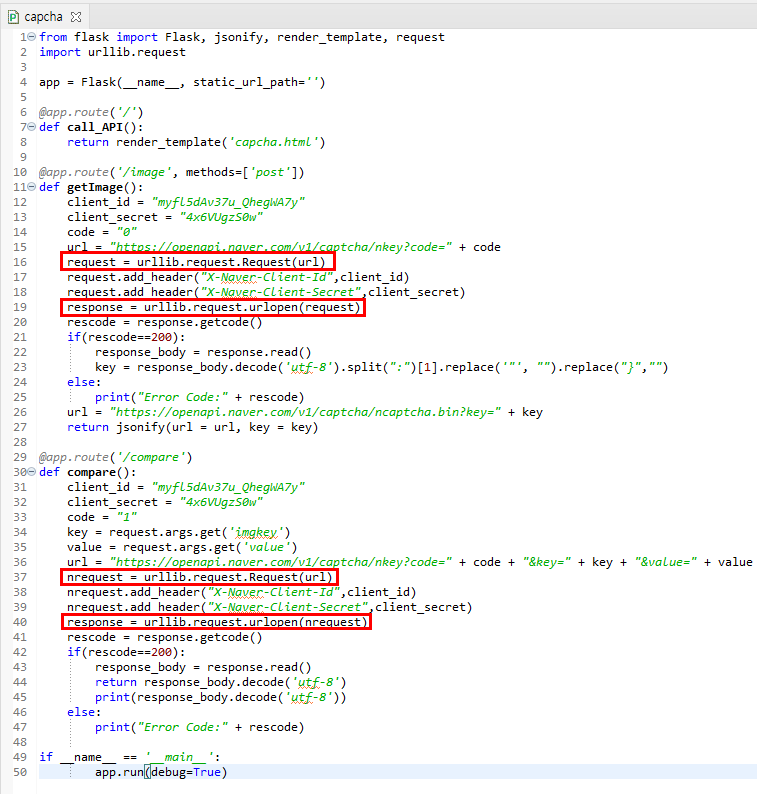 capcha
1 from flask import Flask, jsonify, render_template, request
2 import urllib.request
3
4 app = Flask(__name__, static_url_path='')
5
6 @app.route('/')
7 def call_API():
8     return render_template('capcha.html')
9
10 @app.route('/image', methods=['post'])
11 def getImage():
12     client_id = "myfl5dAv37u_QhegWA7y"
13     client_secret = "4x6VUgzS0w"
14     code = "0"
15     url = "https://openapi.naver.com/v1/captcha/nkey?code=" + code
16     request = urllib.request.Request(url)
17     request.add_header("X-Naver-Client-Id",client_id)
18     request.add_header("X-Naver-Client-Secret",client_secret)
19     response = urllib.request.urlopen(request)
20     rescode = response.getcode()
21     if(rescode==200):
22         response_body = response.read()
23         key = response_body.decode('utf-8').split(":")[1].replace('"', "").replace("}","")
24     else:
25         print("Error Code:" + rescode)
26     url = "https://openapi.naver.com/v1/captcha/ncaptcha.bin?key=" + key
27     return jsonify(url = url, key = key)
28
29 @app.route('/compare')
30 def compare():
31     client_id = "myfl5dAv37u_QhegWA7y"
32     client_secret = "4x6VUgzS0w"
33     code = "1"
34     key = request.args.get('imgkey')
35     value = request.args.get('value')
36     url = "https://openapi.naver.com/v1/captcha/nkey?code=" + code + "&key=" + key + "&value=" + value
37     nrequest = urllib.request.Request(url)
38     nrequest.add_header("X-Naver-Client-Id",client_id)
39     nrequest.add_header("X-Naver-Client-Secret",client_secret)
40     response = urllib.request.urlopen(nrequest)
41     rescode = response.getcode()
42     if(rescode==200):
43         response_body = response.read()
44         return response_body.decode('utf-8')
45         print(response_body.decode('utf-8'))
46     else:
47         print("Error Code:" + rescode)
48
49 if __name__ == '__main__':
50         app.run(debug=True)